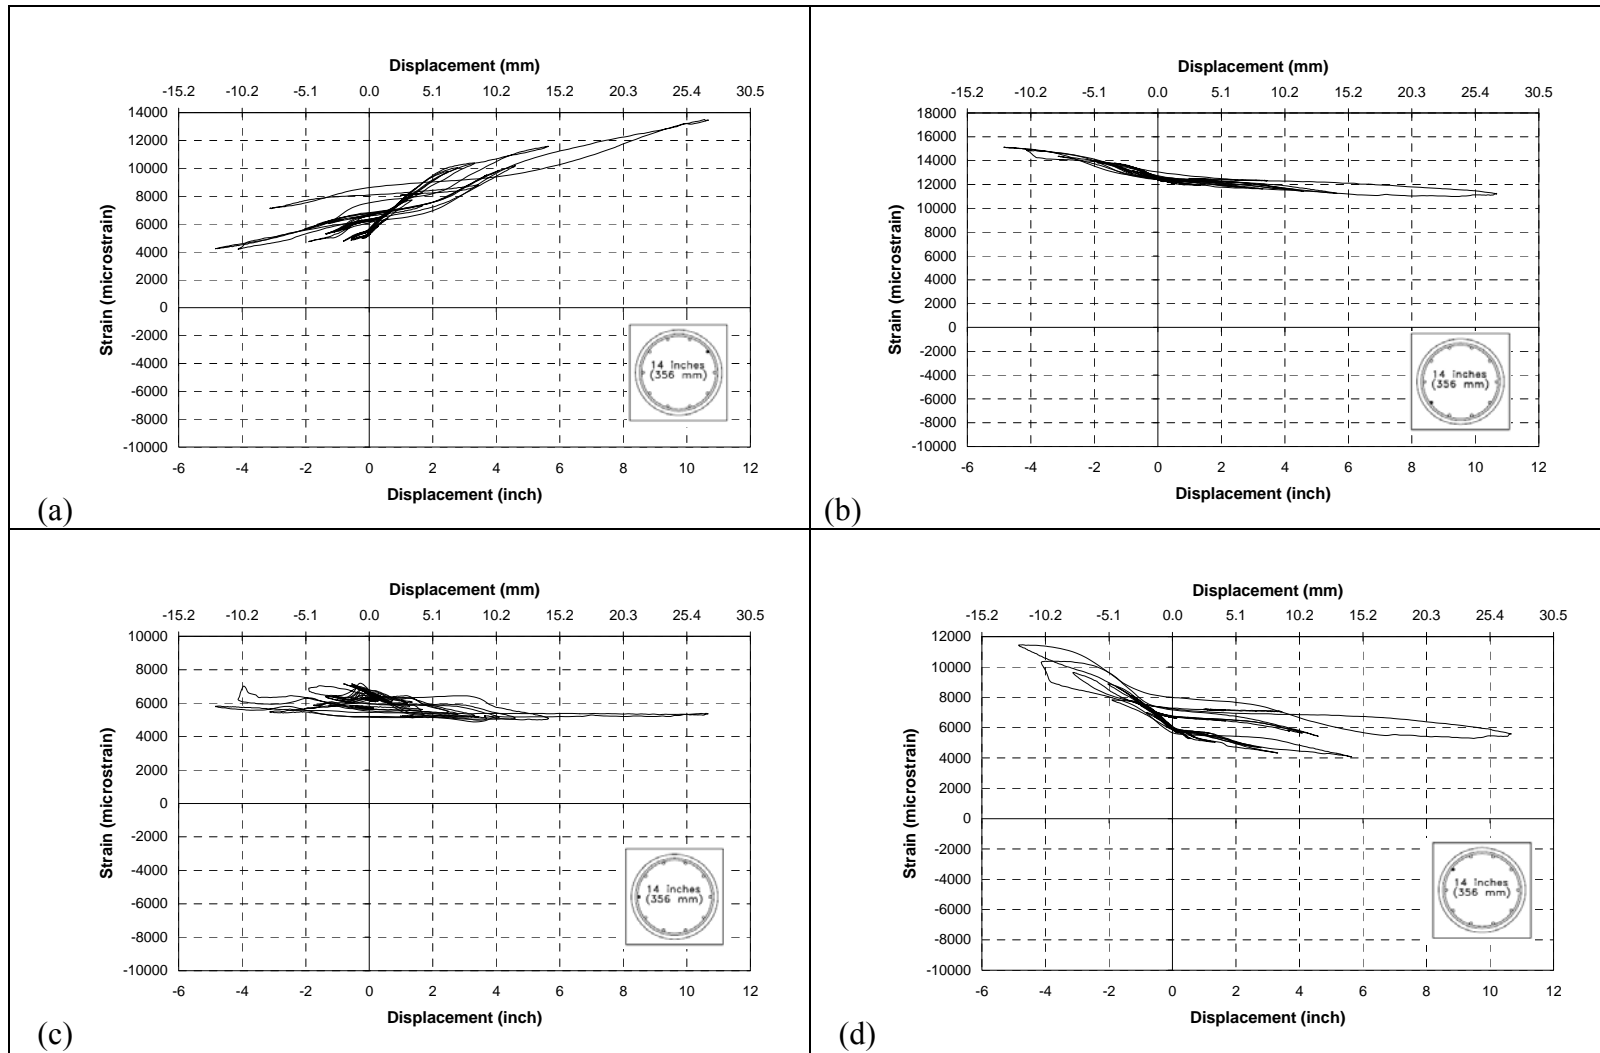 Displacement (mm)
-15.2 -10.2 -5.1 0.0 5.1 10.2 15.2 20.3 25.4 30.5
14000
12000
10000
8000
6000
4000
2000
0
-2000
-4000
-6000
-8000
-10000
Strain (microstrain)
14 inches
(356 mm)
-6 -4 -2 0 2 4 6 8 10 12
Displacement (inch)
(a)
Displacement (mm)
-15.2 -10.2 -5.1 0.0 5.1 10.2 15.2 20.3 25.4 30.5
18000
16000
14000
12000
10000
8000
6000
4000
2000
0
-2000
-4000
-6000
-8000
-10000
Strain (microstrain)
14 inches
(356 mm)
-6 -4 -2 0 2 4 6 8 10 12
Displacement (inch)
(b)
Displacement (mm)
-15.2 -10.2 -5.1 0.0 5.1 10.2 15.2 20.3 25.4 30.5
10000
8000
6000
4000
2000
0
-2000
-4000
-6000
-8000
-10000
Strain (microstrain)
14 inches
(356 mm)
-6 -4 -2 0 2 4 6 8 10 12
Displacement (inch)
(c)
Displacement (mm)
-15.2 -10.2 -5.1 0.0 5.1 10.2 15.2 20.3 25.4 30.5
12000
10000
8000
6000
4000
2000
0
-2000
-4000
-6000
-8000
-10000
Strain (microstrain)
14 inches
(356 mm)
-6 -4 -2 0 2 4 6 8 10 12
Displacement (inch)
(d)